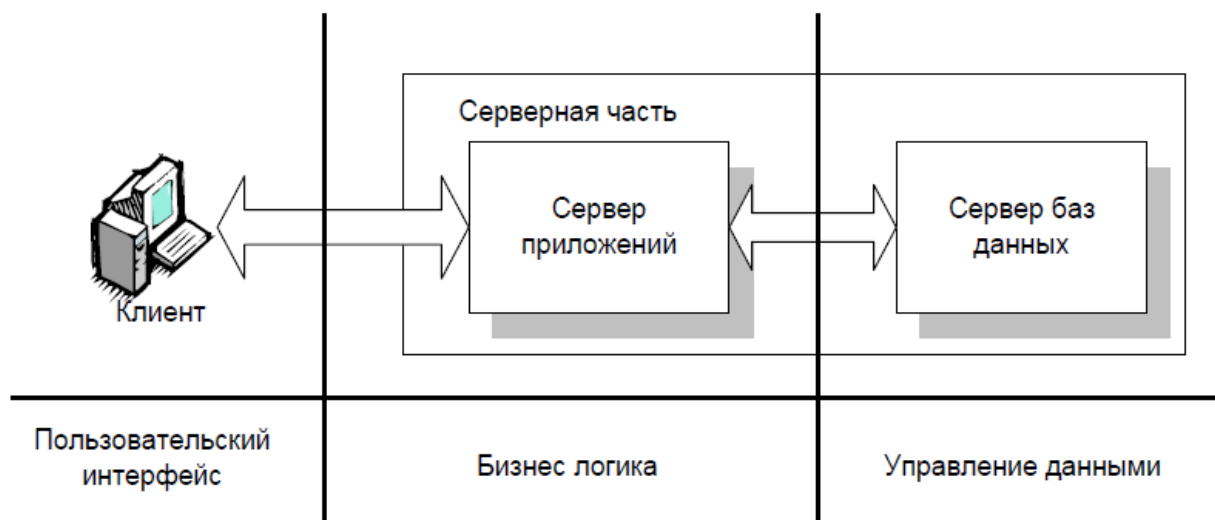 Серверная часть
Сервер
приложений
Сервер баз
данных
Клиент
Пользовательский
интерфейс
Бизнес логика
Управление данными